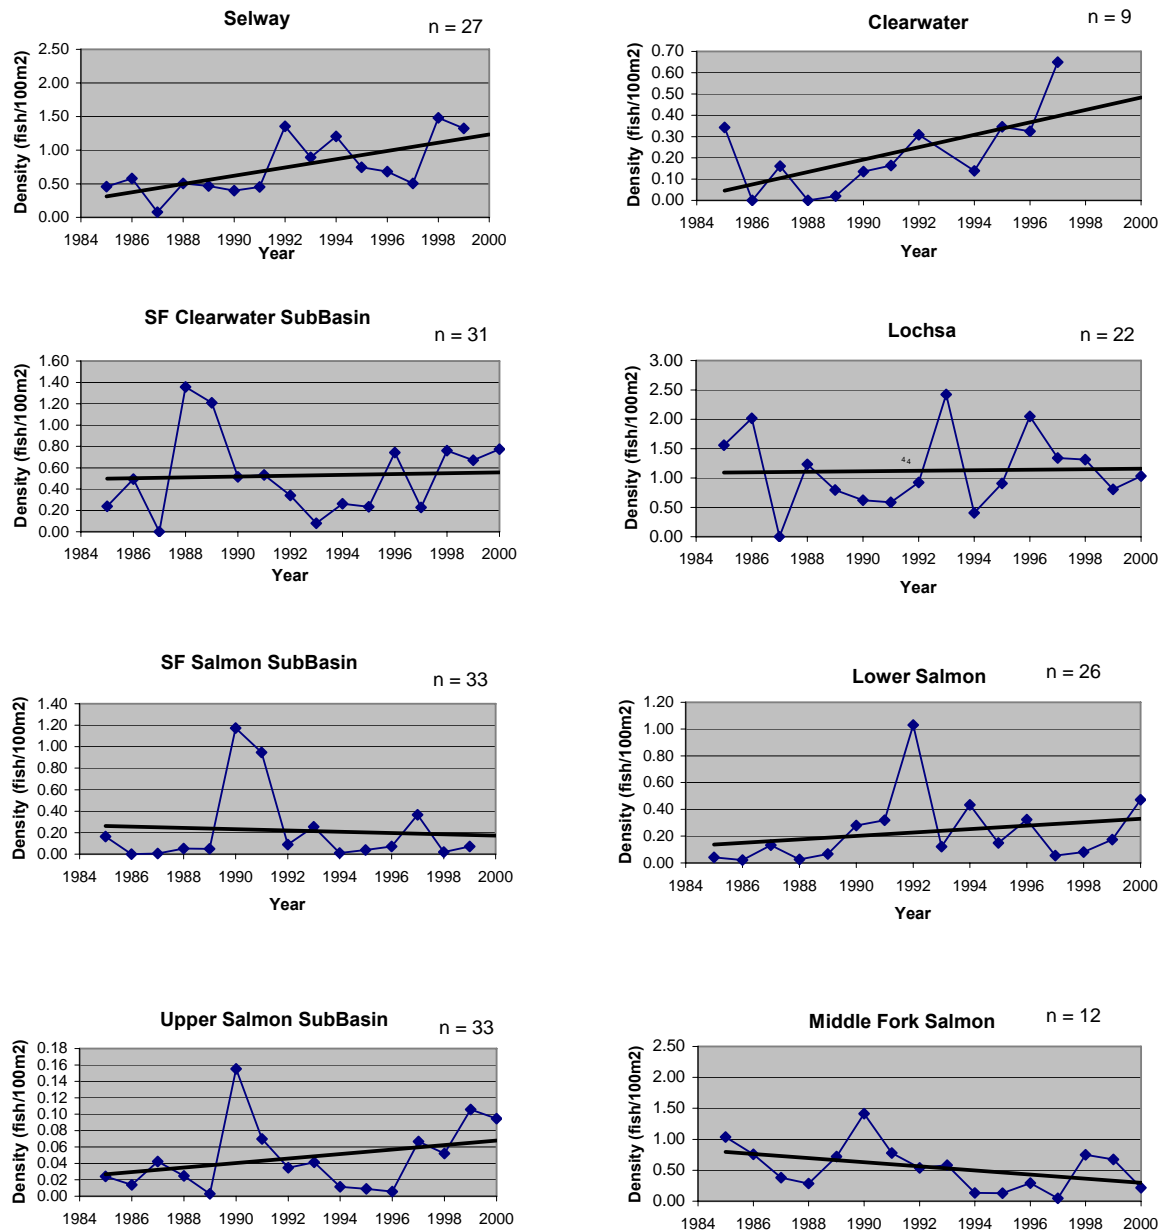 Selway
n = 27
Density (fish/100m2)
2.50
2.00
1.50
1.00
0.50
0.00
1984 1986 1988 1990 1992 1994 1996 1998 2000
Year
Clearwater
n = 9
Density (fish/100m2)
0.70
0.60
0.50
0.40
0.30
0.20
0.10
0.00
1984 1986 1988 1990 1992 1994 1996 1998 2000
Year
SF Clearwater SubBasin
n = 31
Density (fish/100m2)
1.60
1.40
1.20
1.00
0.80
0.60
0.40
0.20
0.00
1984 1986 1988 1990 1992 1994 1996 1998 2000
Year
Lochsa
n = 22
Density (fish/100m2)
3.00
2.50
2.00
1.50
1.00
0.50
0.00
4 4
1984 1986 1988 1990 1992 1994 1996 1998 2000
Year
SF Salmon SubBasin
n = 33
Density (fish/100m2)
1.40
1.20
1.00
0.80
0.60
0.40
0.20
0.00
1984 1986 1988 1990 1992 1994 1996 1998 2000
Year
Lower Salmon
n = 26
Density (fish/100m2)
1.20
1.00
0.80
0.60
0.40
0.20
0.00
1984 1986 1988 1990 1992 1994 1996 1998 2000
Year
Upper Salmon SubBasin
n = 33
Density (fish/100m2)
0.18
0.16
0.14
0.12
0.10
0.08
0.06
0.04
0.02
0.00
1984 1986 1988 1990 1992 1994 1996 1998 2000
Middle Fork Salmon
n = 12
Density (fish/100m2)
2.50
2.00
1.50
1.00
0.50
0.00
1984 1986 1988 1990 1992 1994 1996 1998 2000